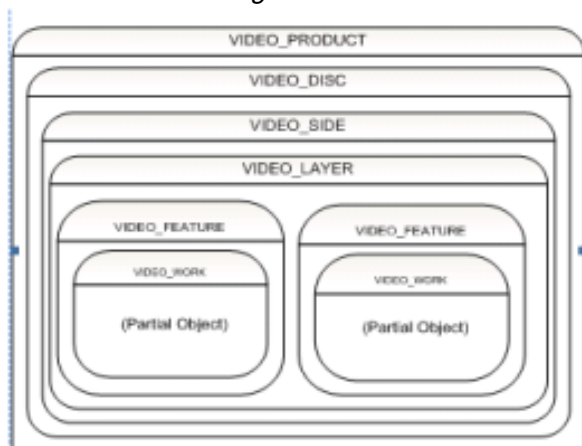 VIDEO_PRODUCT
VIDEO_DISC
VIDEO_SIDE
VIDEO_LAYER
VIDEO_FEATURE
VIDEO_WORK
(Partial Object)
VIDEO_FEATURE
VIDEO_WORK
(Partial Object)